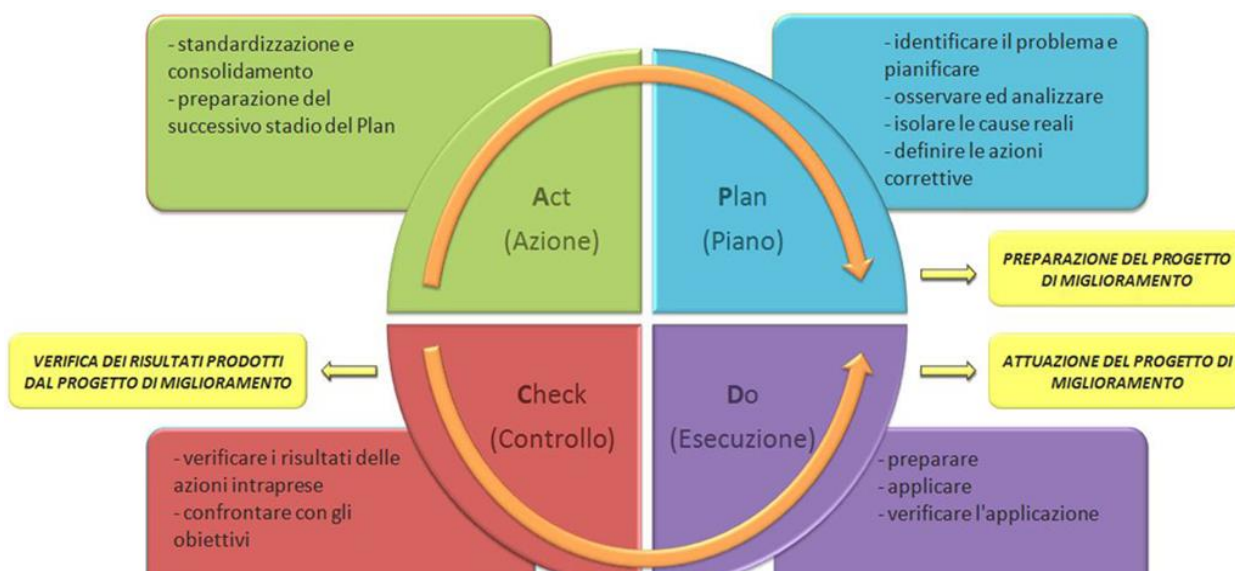 - standardizzazione e
consolidamento
- preparazione del
successivo stadio del Plan
- identificare il problema e
pianificare
- osservare ed analizzare
- isolare le cause reali
- definire le azioni
correttive
Act
(Azione)
Plan
(Piano)
PREPARAZIONE DEL PROGETTO
DI MIGLIORAMENTO
VERIFICA DEI RISULTATI PRODOTTI
DAL PROGETTO DI MIGLIORAMENTO
Check
(Controllo)
Do
(Esecuzione)
ATTUAZIONE DEL PROGETTO DI
MIGLIORAMENTO
- verificare i risultati delle
azioni intraprese
- confrontare con gli
obiettivi
- preparare
- applicare
- verificare l'applicazione